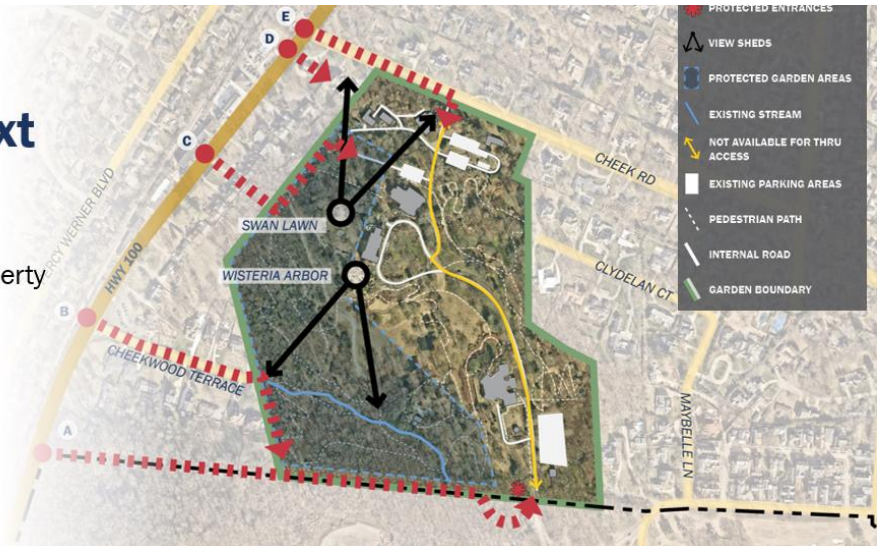 xt
erty
E
D
C
B
A
RCY WERNER BLVD
HWY 100
SWAN LAWN
WISTERIA ARBOR
CHEEKWOOD TERRACE
CHEEK RD
CLYDELAN CT
MAYBELLE LN
PROTECTED ENTRANCES
VIEW SHEDS
PROTECTED GARDEN AREAS
EXISTING STREAM
NOT AVAILABLE FOR THRU
ACCESS
EXISTING PARKING AREAS
PEDESTRIAN PATH
INTERNAL ROAD
GARDEN BOUNDARY